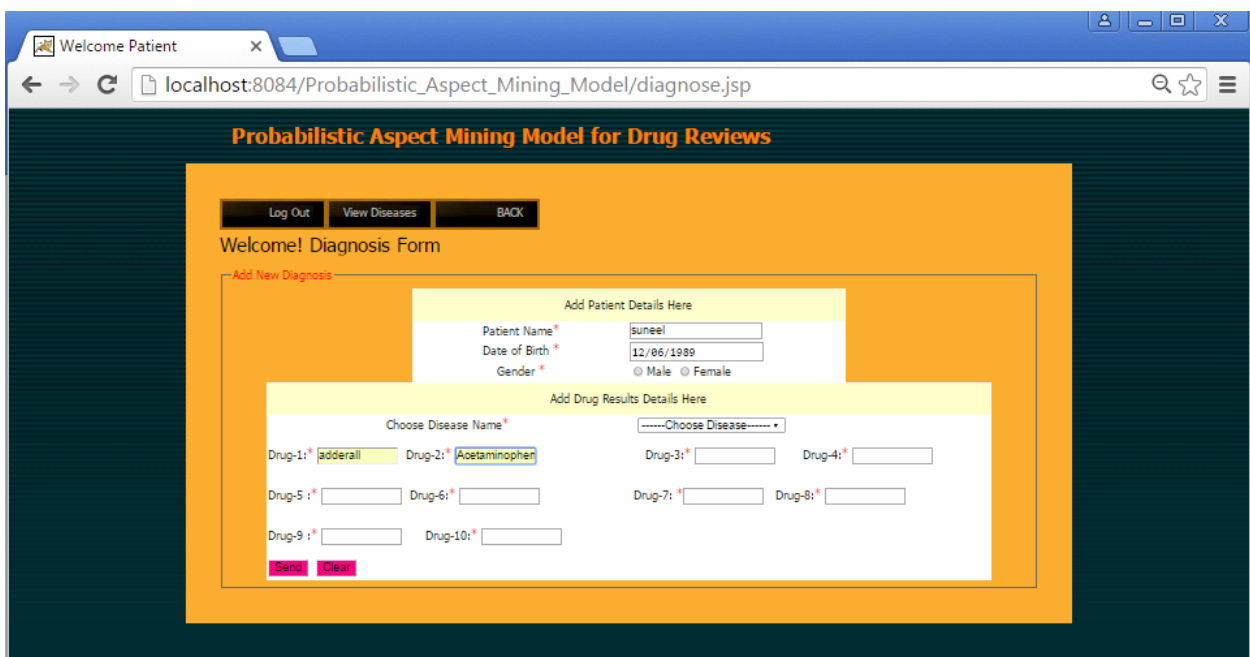 Welcome Patient
localhost:8084/Probabilistic_Aspect_Mining_Model/diagnose.jsp
Probabilistic Aspect Mining Model for Drug Reviews
Log Out View Diseases BACK
Welcome! Diagnosis Form
Add New Diagnosis
Add Patient Details Here
Patient Name* suneel
Date of Birth * 12/06/1989
Gender * Male Female
Add Drug Results Details Here
Choose Disease Name* ------Choose Disease------
Drug-1:* adderall Drug-2:* Acetaminophen Drug-3:* Drug-4:*
Drug-5 :* Drug-6:* Drug-7: * Drug-8:*
Drug-9 :* Drug-10:*
Send Clear